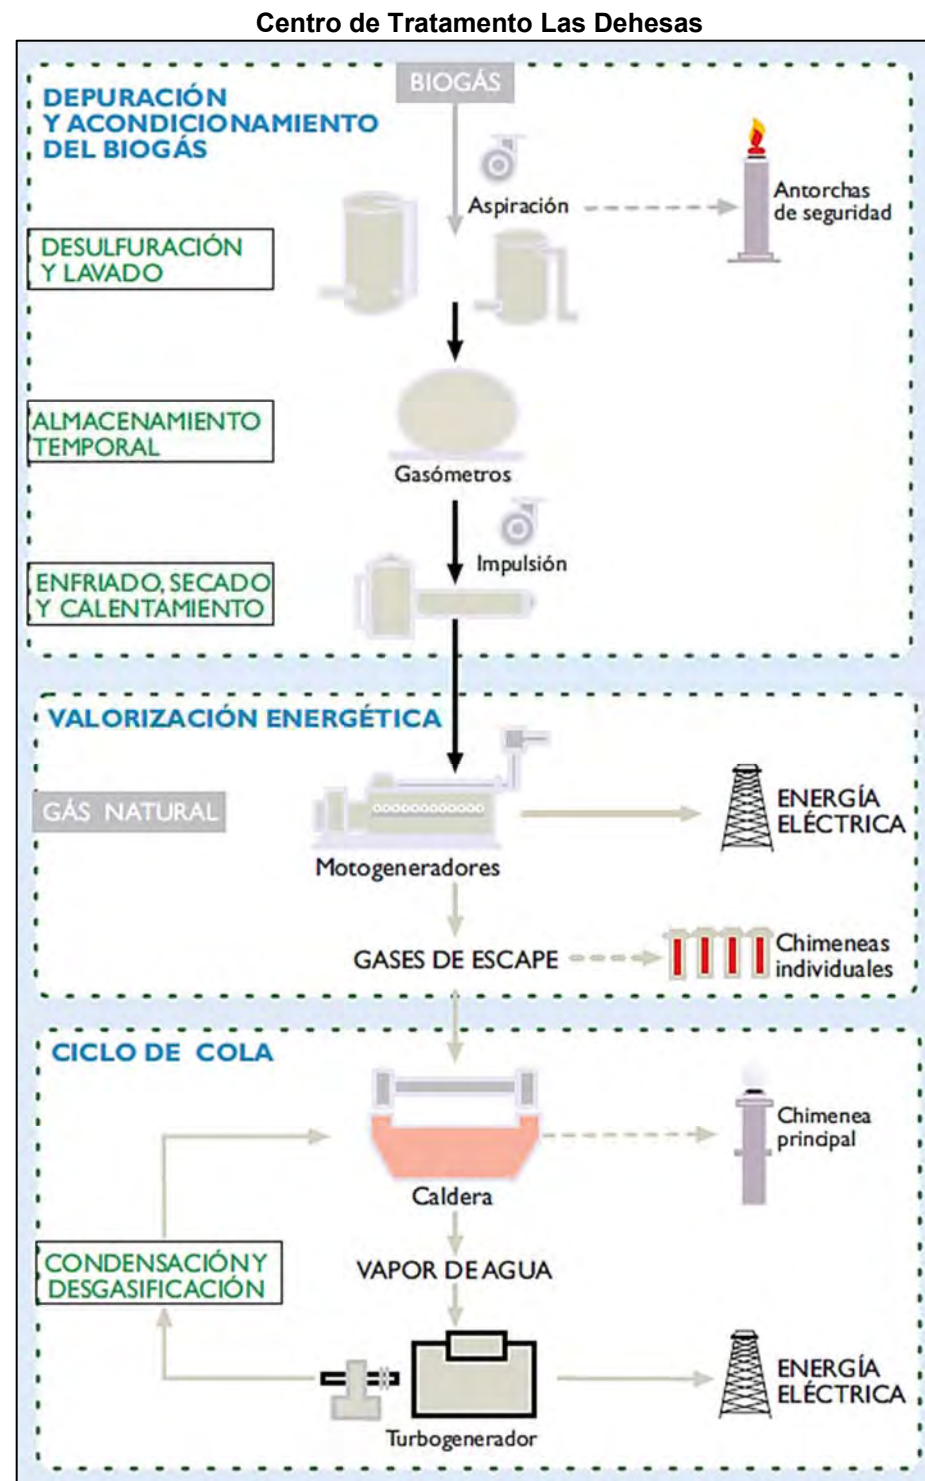 Centro de Tratamento Las Dehesas
BIOGÁS
DEPURACIÓN
Y ACONDICIONAMIENTO
DEL BIOGÁS
Aspiración
Antorchas
de seguridad
DESULFURACIÓN
Y LAVADO
ALMACENAMIENTO
TEMPORAL
Gasómetros
Impulsión
ENFRIADO, SECADO
Y CALENTAMIENTO
VALORIZACIÓN ENERGÉTICA
GÁS NATURAL
ENERGÍA
ELÉCTRICA
Motogeneradores
GASES DE ESCAPE
Chimeneas
individuales
CICLO DE COLA
Chimenea
principal
Caldera
CONDENSACIÓN Y
DESGASIFICACIÓN
VAPOR DE AGUA
ENERGÍA
ELÉCTRICA
Turbogenerador